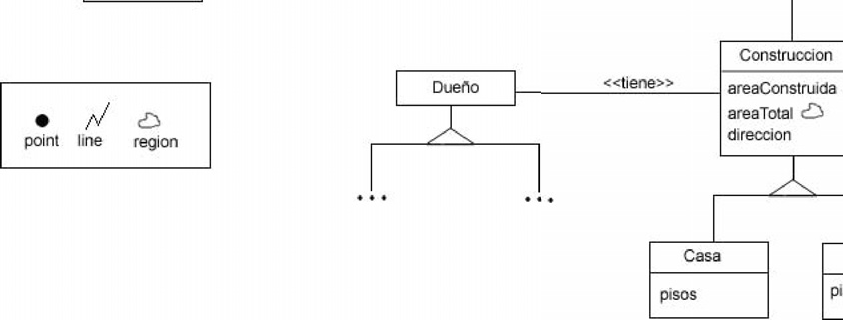 Construccion
<<tiene>>
Dueño
areaConstruida
areaTotal
direccion
point line region
Casa
pisos
pi